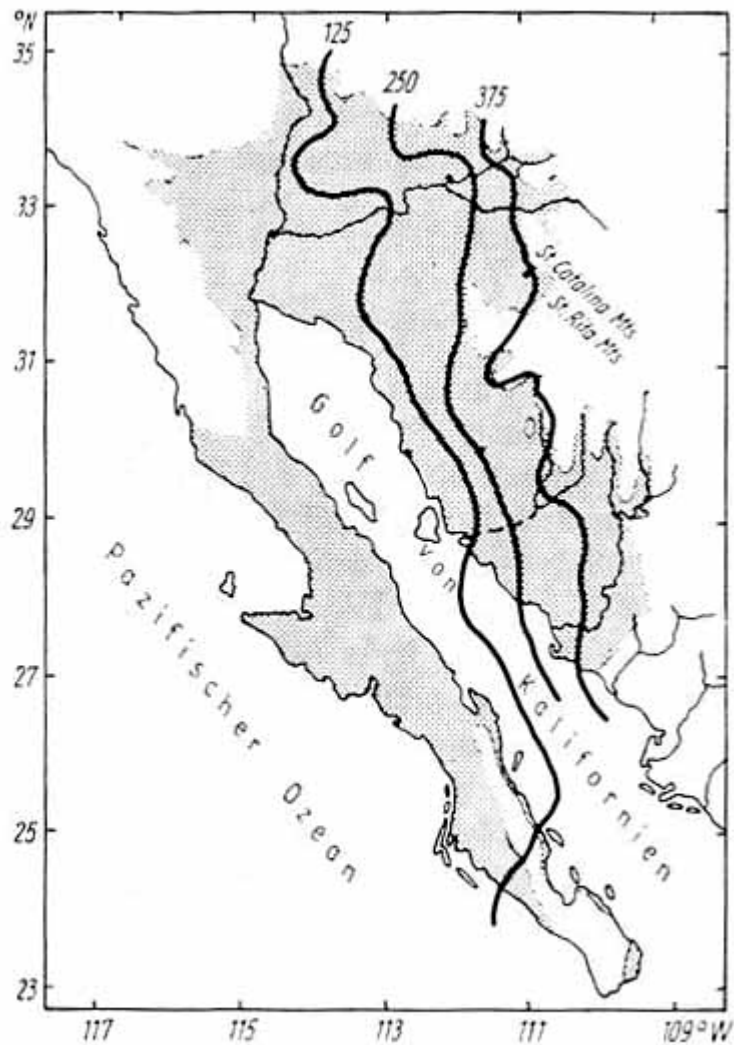 °N
35
125
250
375
33
St Catalina Mts
St. Rita Mts
31
Golf von Kalifornien
29
Pazifischer Ozean
27
25
23
117 115 113 111 109°W